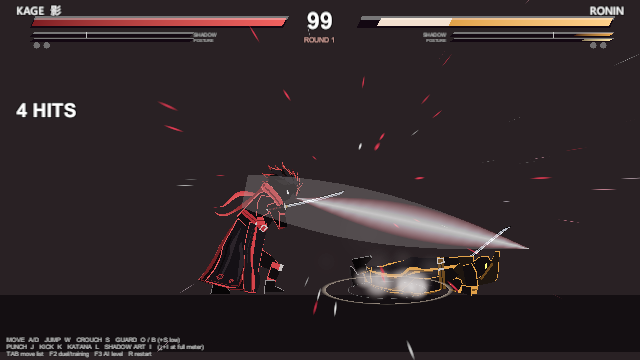 KAGE 影
99
RONIN
SHADOW
POSTURE
ROUND 1
SHADOW
POSTURE
4 HITS
MOVE A/D JUMP W CROUCH S GUARD O / B (+S,low)
PUNCH J KICK K KATANA L SHADOW ART I
TAB move list F2 duel/training F3 AI level R restart